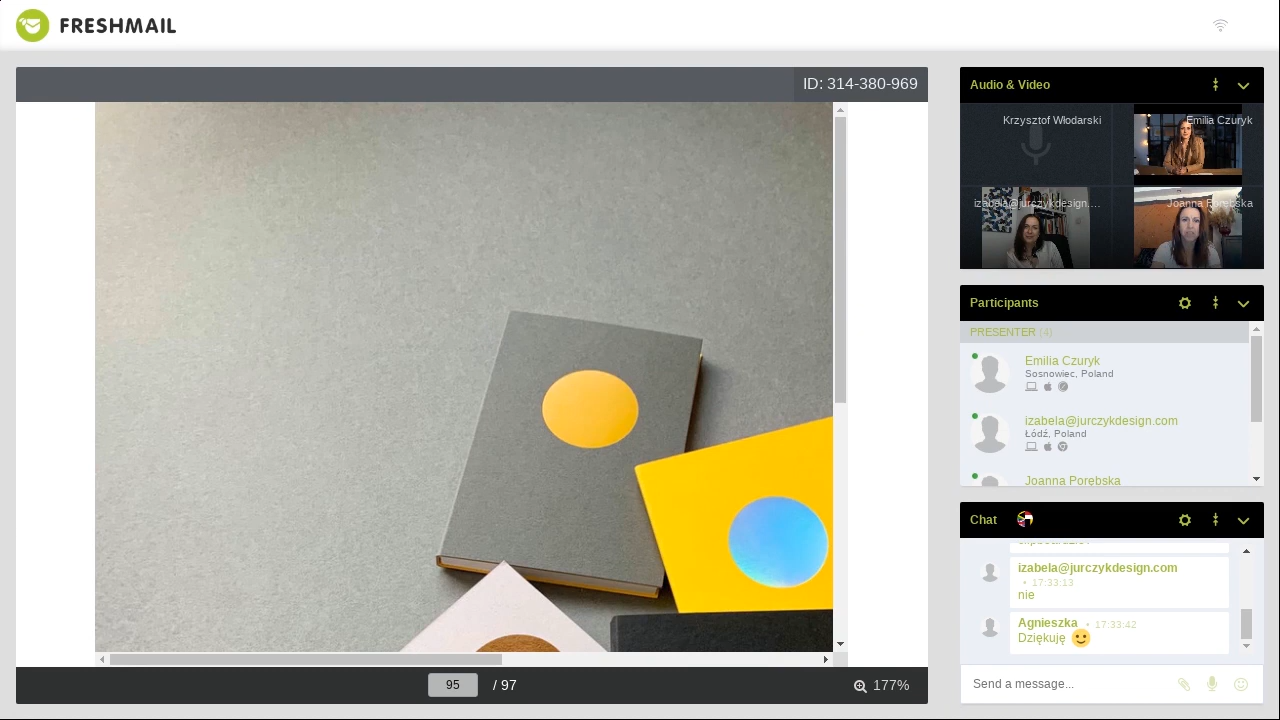 FRESHMAIL
ID: 314-380-969
95 / 97
177%
Audio & Video
Krzysztof Włodarski
Emilia Czuryk
izabela@jurczykdesign....
Joanna Porębska
Participants
PRESENTER (4)
Emilia Czuryk
Sosnowiec, Poland
izabela@jurczykdesign.com
Łódź, Poland
Joanna Porębska
Chat
izabela@jurczykdesign.com
• 17:33:13
nie
Agnieszka • 17:33:42
Dziękuję
Send a message...